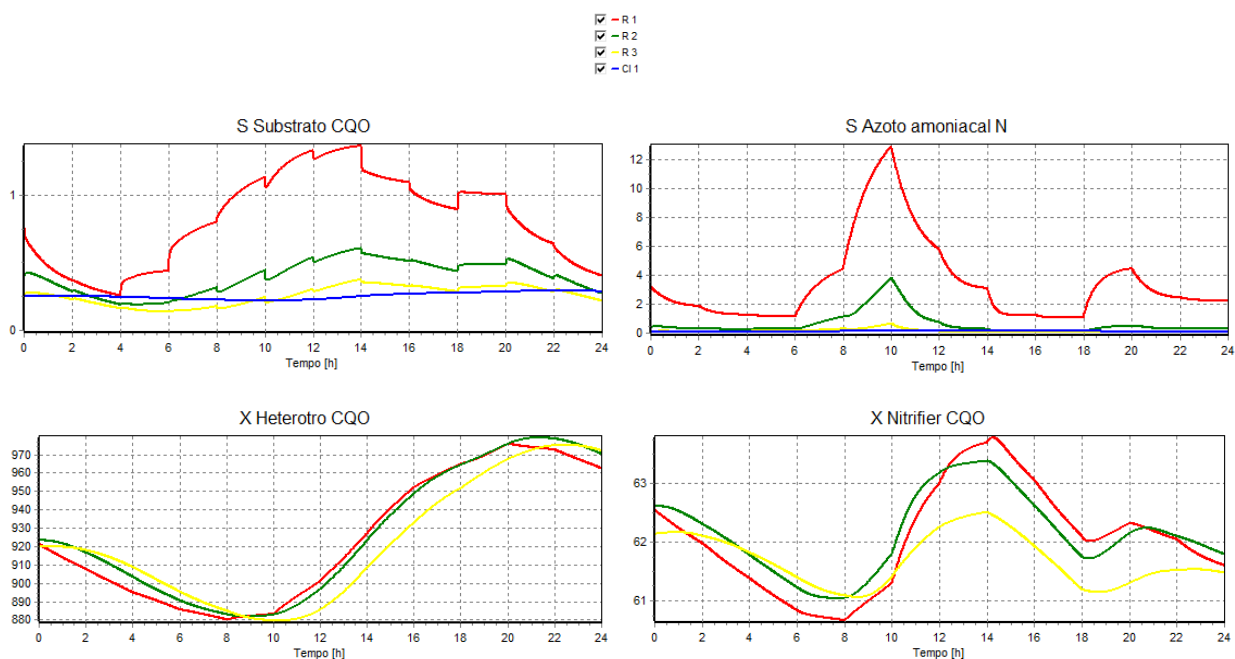 R 1
R 2
R 3
Cl 1
S Substrato CQO
1
0
0 2 4 6 8 10 12 14 16 18 20 22 24
Tempo [h]
S Azoto amoniacal N
12
10
8
6
4
2
0
0 2 4 6 8 10 12 14 16 18 20 22 24
Tempo [h]
X Heterotro CQO
970
960
950
940
930
920
910
900
890
880
0 2 4 6 8 10 12 14 16 18 20 22 24
Tempo [h]
X Nitrifier CQO
63
62
61
0 2 4 6 8 10 12 14 16 18 20 22 24
Tempo [h]